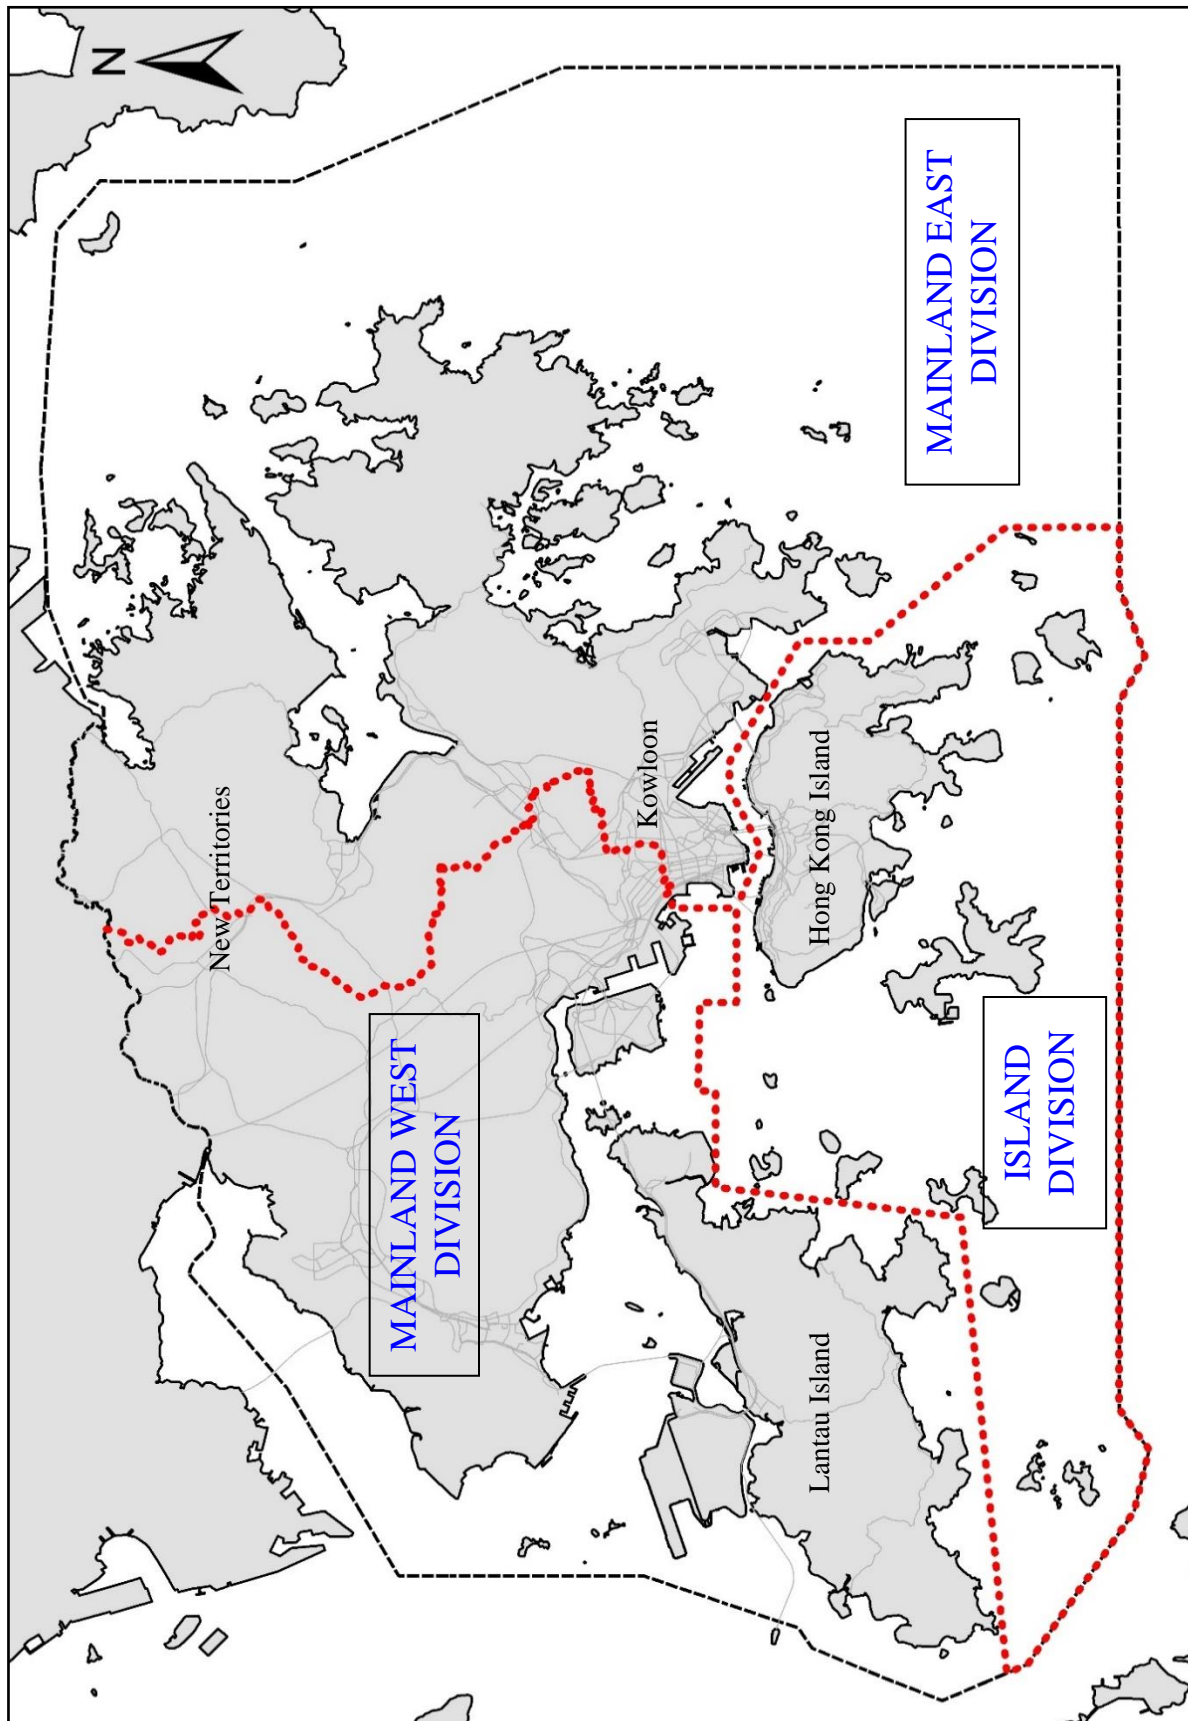 N
New Territories
MAINLAND WEST
DIVISION
Kowloon
MAINLAND EAST
DIVISION
Hong Kong Island
Lantau Island
ISLAND
DIVISION